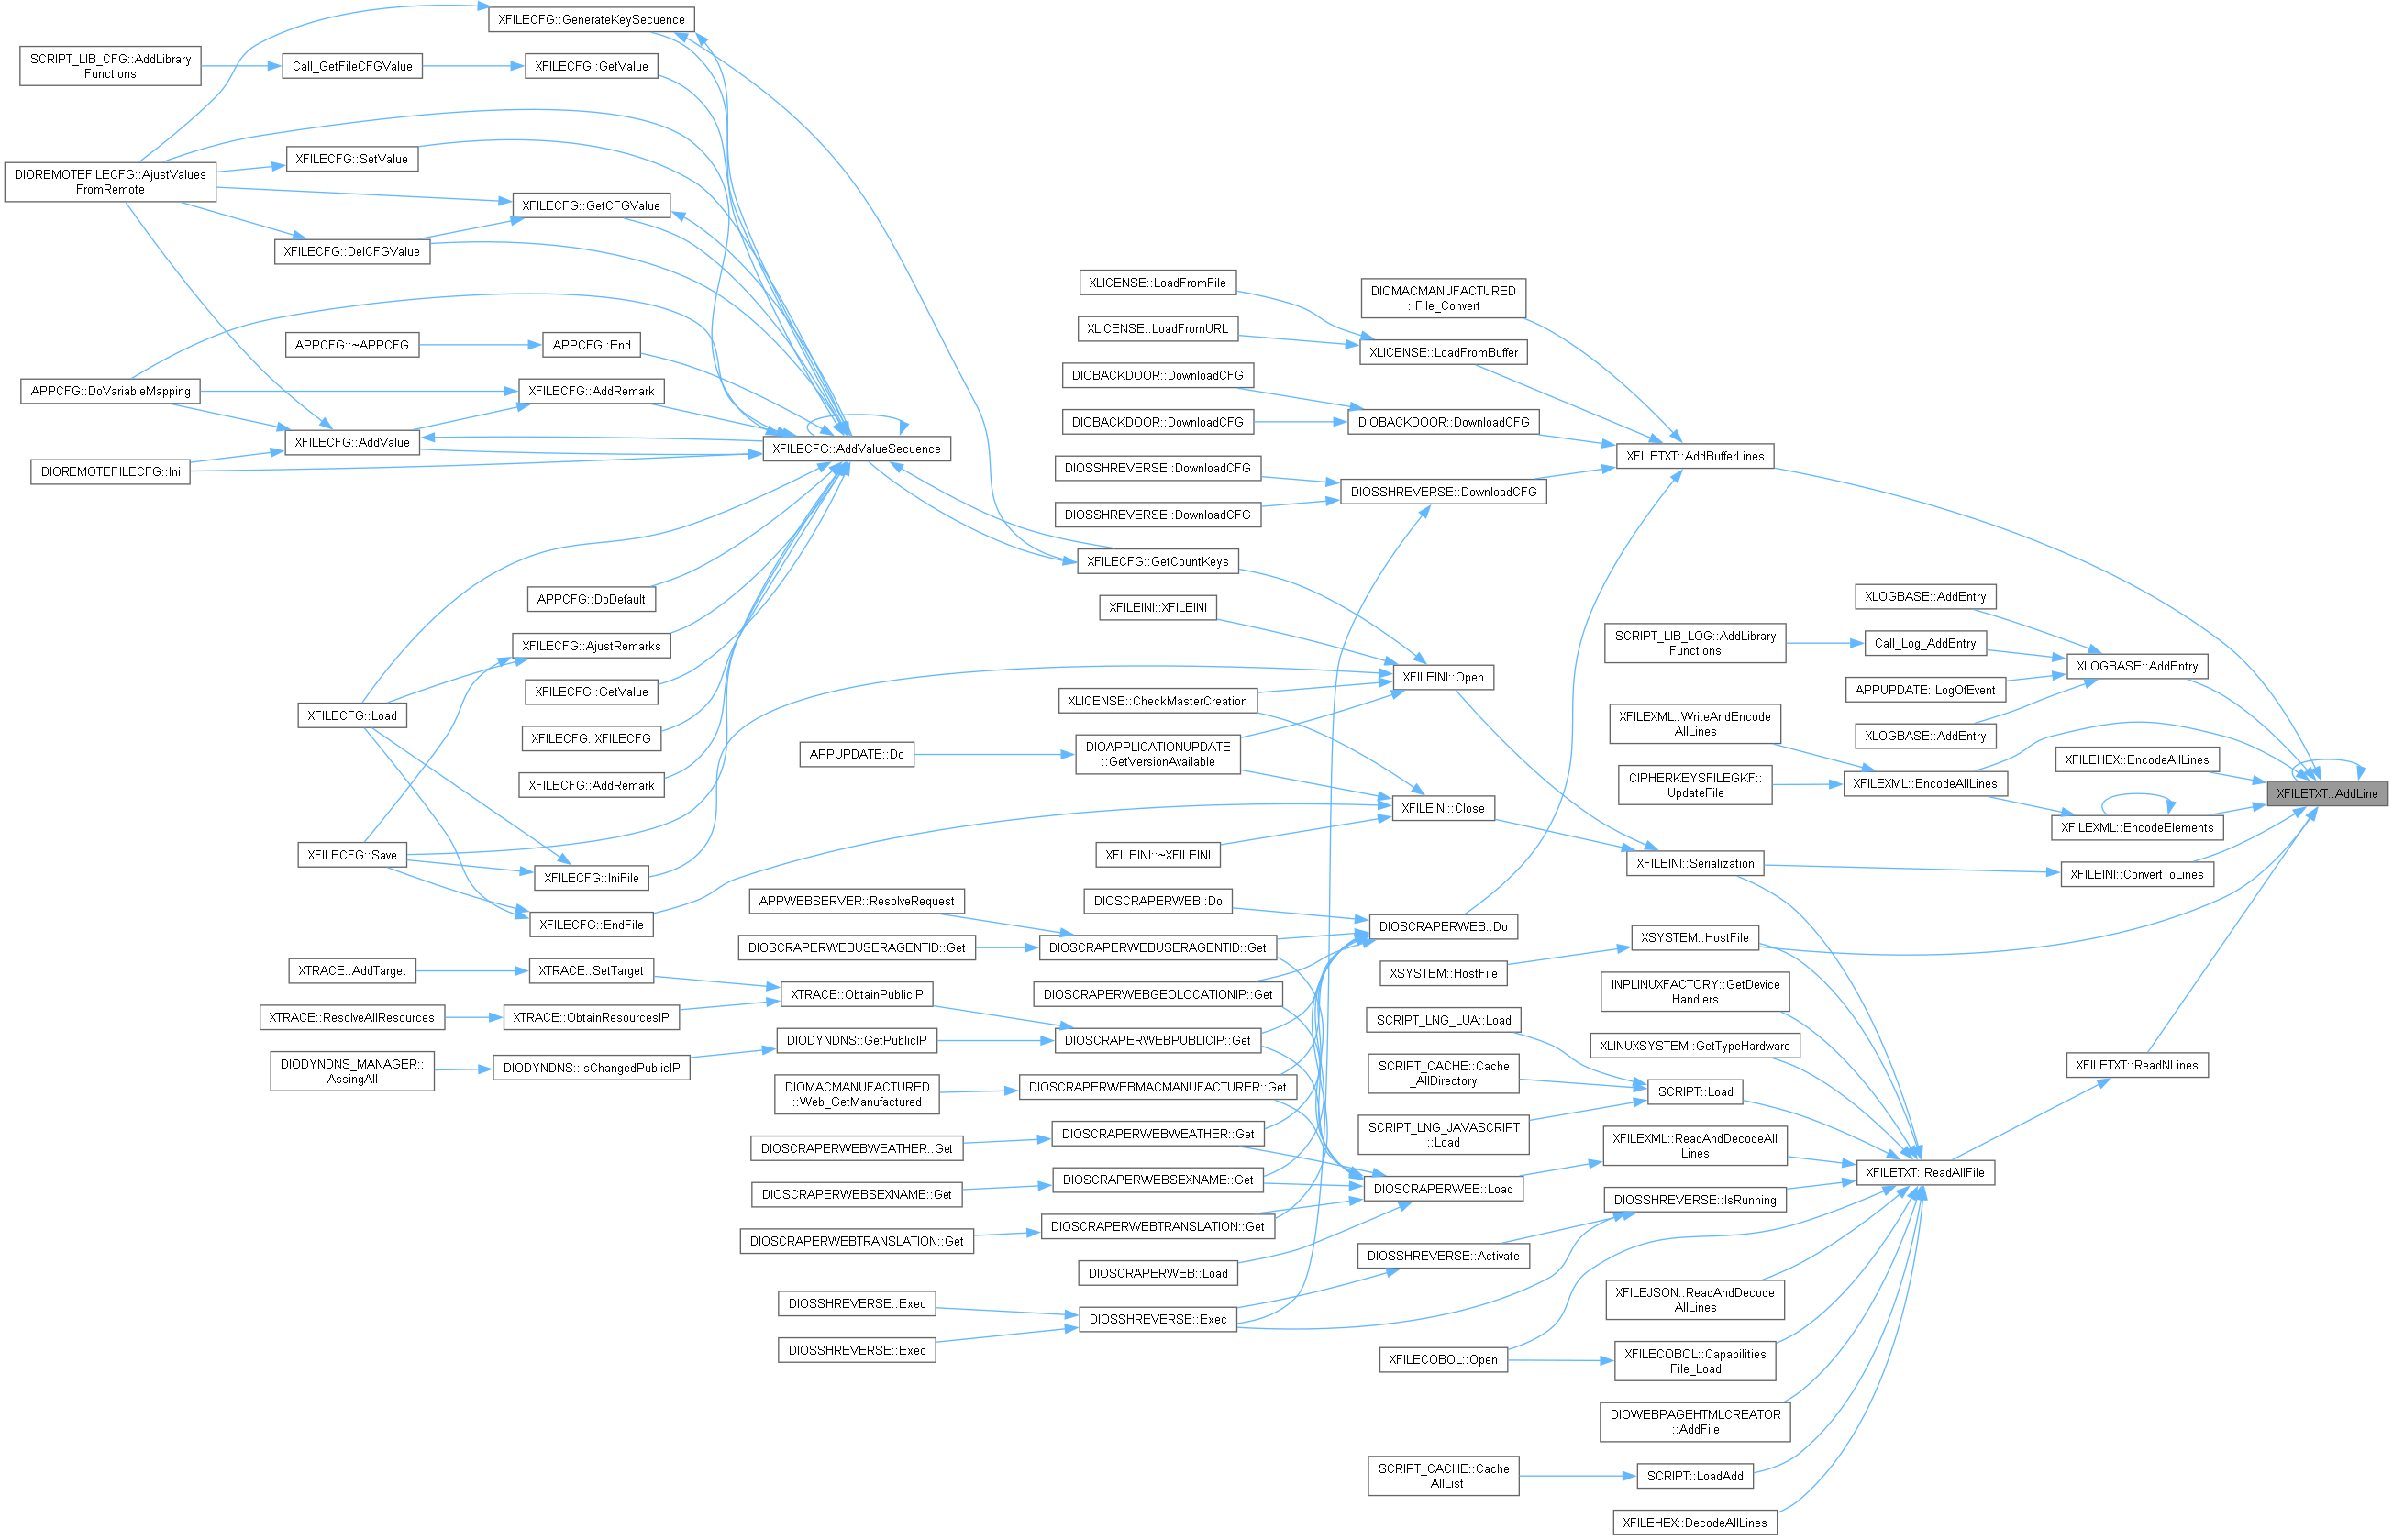 XFILECFG::GenerateKeySecuence
SCRIPT_LIB_CFG::AddLibrary
Functions
Call_GetFileCFGValue
XFILECFG::GetValue
XFILECFG::SetValue
DIOREMOTEFILECFG::AjustValues
FromRemote
XFILECFG::GetCFGValue
XFILECFG::DelCFGValue
APPCFG::~APPCFG
APPCFG::End
APPCFG::DoVariableMapping
XFILECFG::AddRemark
XFILECFG::AddValue
XFILECFG::AddValueSecuence
DIOREMOTEFILECFG::Ini
APPCFG::DoDefault
XFILECFG::AjustRemarks
XFILECFG::GetValue
XFILECFG::Load
XFILECFG::XFILECFG
XFILECFG::AddRemark
XFILECFG::Save
XFILECFG::IniFile
XFILECFG::EndFile
XLICENSE::LoadFromFile
DIOMACMANUFACTURED
::File_Convert
XLICENSE::LoadFromURL
XLICENSE::LoadFromBuffer
DIOBACKDOOR::DownloadCFG
DIOBACKDOOR::DownloadCFG
DIOBACKDOOR::DownloadCFG
XFILETXT::AddBufferLines
DIOSSHREVERSE::DownloadCFG
DIOSSHREVERSE::DownloadCFG
DIOSSHREVERSE::DownloadCFG
XFILECFG::GetCountKeys
XFILEINI::XFILEINI
XFILEINI::Open
XLICENSE::CheckMasterCreation
APPUPDATE::Do
DIOAPPLICATIONUPDATE
::GetVersionAvailable
XFILEINI::Close
XFILEINI::~XFILEINI
XLOGBASE::AddEntry
SCRIPT_LIB_LOG::AddLibrary
Functions
Call_Log_AddEntry
XLOGBASE::AddEntry
APPUPDATE::LogOfEvent
XFILEXML::WriteAndEncode
AllLines
XLOGBASE::AddEntry
XFILEHEX::EncodeAllLines
CIPHERKEYSFILEGKF::
UpdateFile
XFILEXML::EncodeAllLines
XFILETXT::AddLine
XFILEXML::EncodeElements
XFILEINI::Serialization
XFILEINI::ConvertToLines
APPWEBSERVER::ResolveRequest
DIOSCRAPERWEB::Do
DIOSCRAPERWEB::Do
DIOSCRAPERWEBUSERAGENTID::Get
DIOSCRAPERWEBUSERAGENTID::Get
XSYSTEM::HostFile
XSYSTEM::HostFile
XTRACE::AddTarget
XTRACE::SetTarget
XTRACE::ObtainPublicIP
DIOSCRAPERWEBGEOLOCATIONIP::Get
INPLINUXFACTORY::GetDevice
Handlers
XTRACE::ResolveAllResources
XTRACE::ObtainResourcesIP
SCRIPT_LNG_LUA::Load
XLINUXSYSTEM::GetTypeHardware
DIODYNDNS::GetPublicIP
DIOSCRAPERWEBPUBLICIP::Get
DIODYNDNS_MANAGER::
AssingAll
DIODYNDNS::IsChangedPublicIP
SCRIPT_CACHE::Cache
_AllDirectory
XFILETXT::ReadNLines
DIOMACMANUFACTURED
::Web_GetManufactured
DIOSCRAPERWEBMACMANUFACTURER::Get
SCRIPT::Load
SCRIPT_LNG_JAVASCRIPT
::Load
DIOSCRAPERWEBWEATHER::Get
DIOSCRAPERWEBWEATHER::Get
XFILEXML::ReadAndDecodeAll
Lines
XFILETXT::ReadAllFile
DIOSCRAPERWEBSEXNAME::Get
DIOSCRAPERWEBSEXNAME::Get
DIOSCRAPERWEB::Load
DIOSSHREVERSE::IsRunning
DIOSCRAPERWEBTRANSLATION::Get
DIOSCRAPERWEBTRANSLATION::Get
DIOSSHREVERSE::Activate
DIOSCRAPERWEB::Load
XFILEJSON::ReadAndDecode
AllLines
DIOSSHREVERSE::Exec
DIOSSHREVERSE::Exec
DIOSSHREVERSE::Exec
XFILECOBOL::Open
XFILECOBOL::Capabilities
File_Load
DIOWEBPAGEHTMLCREATOR
::AddFile
SCRIPT_CACHE::Cache
_AllList
SCRIPT::LoadAdd
XFILEHEX::DecodeAllLines